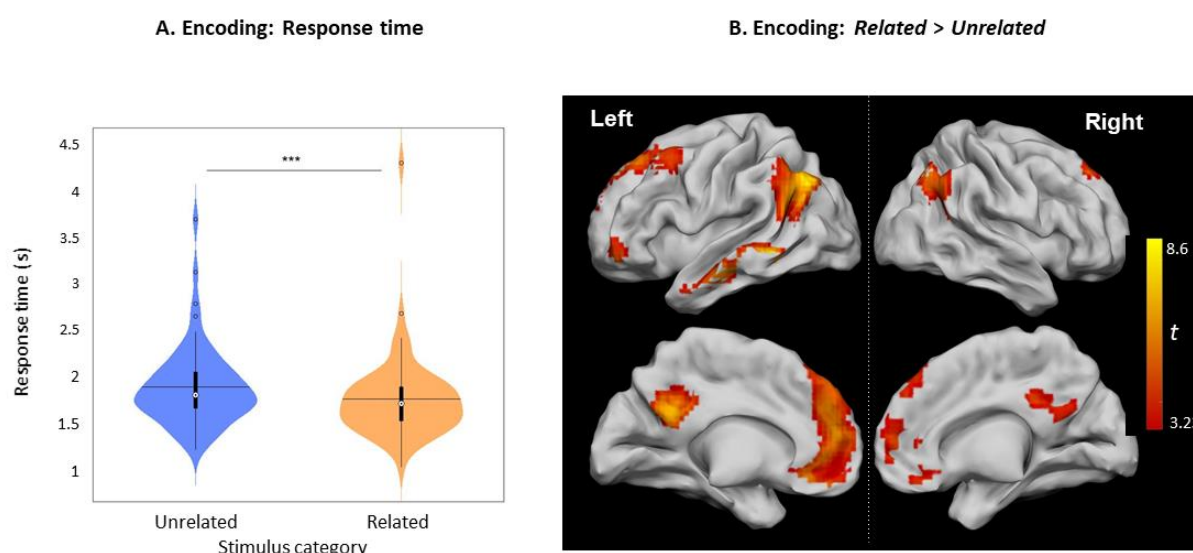 A. Encoding: Response time
B. Encoding: Related > Unrelated
Response time (s)
4.5
4
3.5
3
2.5
2
1.5
1
***
Unrelated
Related
Stimulus category
Left
Right
8.6
t
3.2